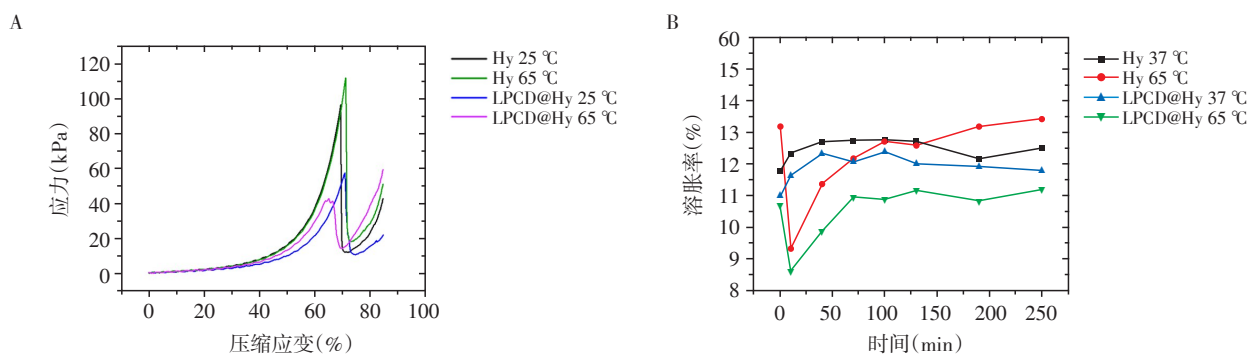 A
应力(kPa)
120
100
80
60
40
20
0
0 20 40 60 80 100
压缩应变(%)
Hy 25 ℃
Hy 65 ℃
LPCD@Hy 25 ℃
LPCD@Hy 65 ℃
B
溶胀率(%)
60
15
14
13
12
11
10
9
8
0 50 100 150 200 250
时间(min)
Hy 37 ℃
Hy 65 ℃
LPCD@Hy 37 ℃
LPCD@Hy 65 ℃